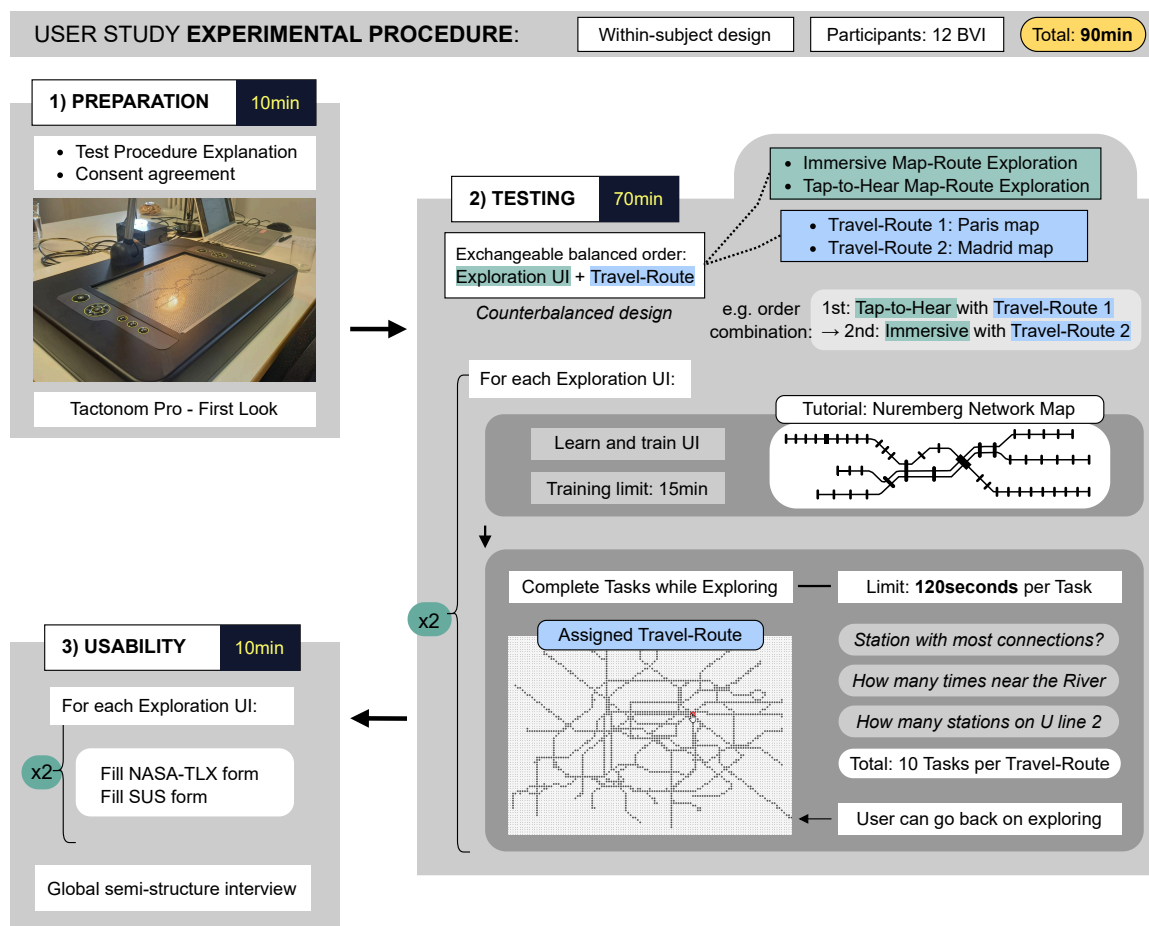 USER STUDY EXPERIMENTAL PROCEDURE:
Within-subject design
Participants: 12 BVI
Total: 90min
1) PREPARATION
10min
• Test Procedure Explanation
• Consent agreement
Tactonom Pro - First Look
2) TESTING
70min
• Immersive Map-Route Exploration
• Tap-to-Hear Map-Route Exploration
• Travel-Route 1: Paris map
• Travel-Route 2: Madrid map
Exchangeable balanced order:
Exploration UI + Travel-Route
Counterbalanced design
e.g. order
combination:
1st: Tap-to-Hear with Travel-Route 1
→ 2nd: Immersive with Travel-Route 2
For each Exploration UI:
x2
Learn and train UI
Training limit: 15min
Tutorial: Nuremberg Network Map
Complete Tasks while Exploring
Limit: 120seconds per Task
Assigned Travel-Route
Station with most connections?
How many times near the River
How many stations on U line 2
Total: 10 Tasks per Travel-Route
User can go back on exploring
3) USABILITY
10min
For each Exploration UI:
x2
Fill NASA-TLX form
Fill SUS form
Global semi-structure interview